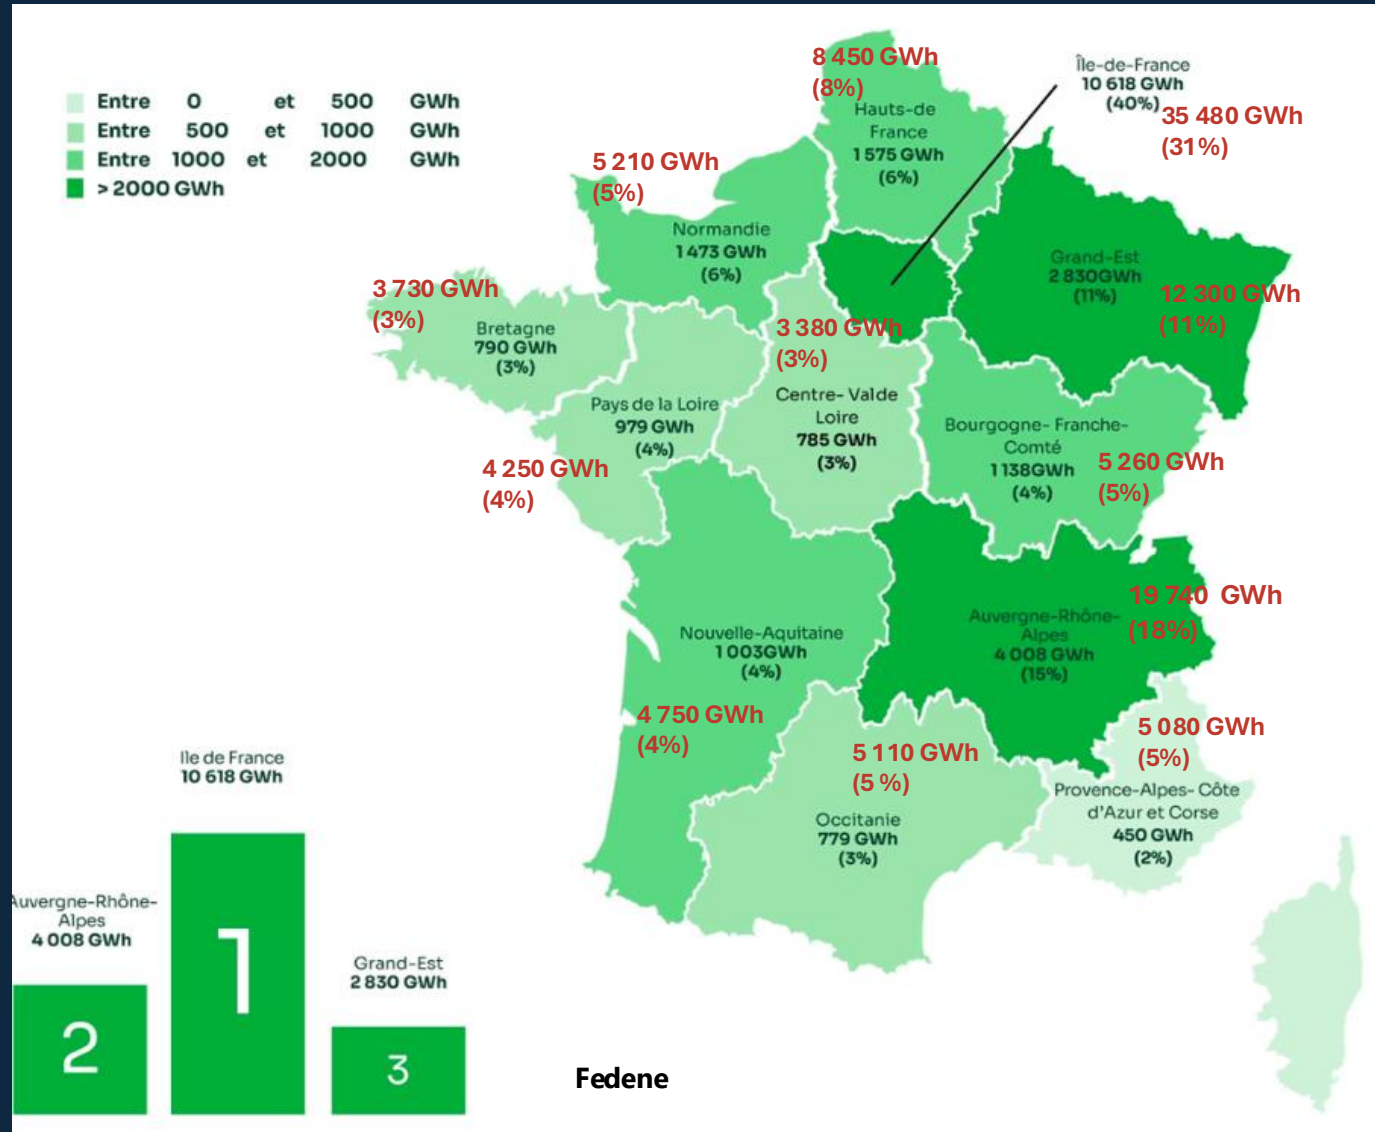 Entre 0 et 500 GWh
Entre 500 et 1000 GWh
Entre 1000 et 2000 GWh
> 2000 GWh
8 450 GWh
(8%)
Hauts-de
France
1 575 GWh
(6%)
Île-de-France
10 618 GWh
(40%)
35 480 GWh
(31%)
5 210 GWh
(5%)
Normandie
1 473 GWh
(6%)
Grand-Est
2 830GWh
(11%)
12 300 GWh
(11%)
3 730 GWh
(3%)
Bretagne
790 GWh
(3%)
3 380 GWh
(3%)
Centre- Valde
Loire
785 GWh
(3%)
Pays de la Loire
979 GWh
(4%)
4 250 GWh
(4%)
Bourgogne- Franche-
Comté
1 138GWh
(4%)
5 260 GWh
(5%)
Nouvelle-Aquitaine
1 003GWh
(4%)
4 750 GWh
(4%)
Auvergne-Rhône-
Alpes
4 008 GWh
(15%)
19 740 GWh
(18%)
5 110 GWh
(5 %)
Occitanie
779 GWh
(3%)
5 080 GWh
(5%)
Provence-Alpes- Côte
d'Azur et Corse
450 GWh
(2%)
Ile de France
10 618 GWh
1
Auvergne-Rhône-
Alpes
4 008 GWh
2
Grand-Est
2 830 GWh
3
Fedene